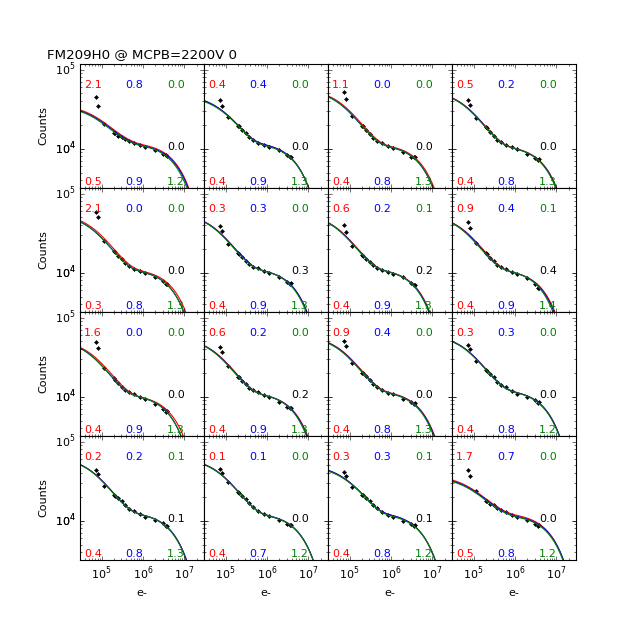 FM209H0 @ MCPB=2200V 0
10^5 2.1 0.8 0.0 0.4 0.4 0.0 1.1 0.0 0.0 0.5 0.2 0.0
Counts
10^4 0.0 0.0 0.0 0.0
0.5 0.9 1.2 0.4 0.9 1.3 0.4 0.8 1.3 0.4 0.8 1.3
10^5 2.1 0.0 0.0 0.3 0.3 0.0 0.6 0.2 0.1 0.9 0.4 0.1
Counts
10^4 0.0 0.3 0.2 0.4
0.3 0.8 1.3 0.4 0.9 1.3 0.4 0.9 1.3 0.4 0.9 1.4
10^5 1.6 0.0 0.0 0.6 0.2 0.0 0.9 0.4 0.0 0.3 0.3 0.0
Counts
10^4 0.0 0.2 0.0 0.0
0.4 0.9 1.3 0.4 0.9 1.3 0.4 0.8 1.3 0.4 0.8 1.2
10^5 0.2 0.2 0.1 0.1 0.1 0.0 0.3 0.3 0.1 1.7 0.7 0.0
Counts
10^4 0.1 0.0 0.1 0.0
0.4 0.8 1.3 0.4 0.7 1.2 0.4 0.8 1.2 0.5 0.8 1.2
10^5 10^6 10^7 10^5 10^6 10^7 10^5 10^6 10^7 10^5 10^6 10^7
e- e- e- e-